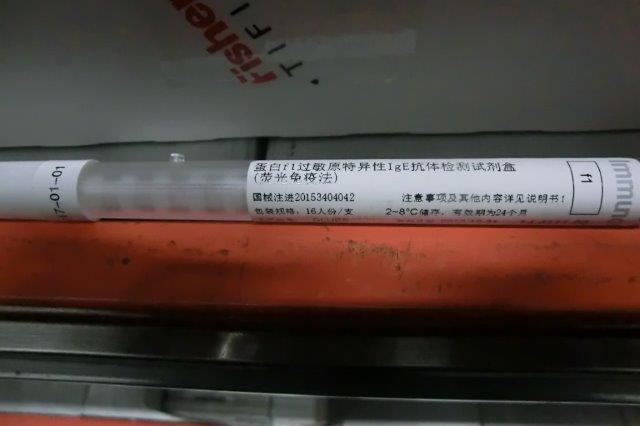 fisher
TIFI
蛋白f1过敏原特异性IgE抗体检测试剂盒
(荧光免疫法)
国械注进20153404042
注意事项及其他内容详见说明书！
包装规格：16人份/支
2~8℃储存，有效期为24个月
f1
Immuno
7-01-01